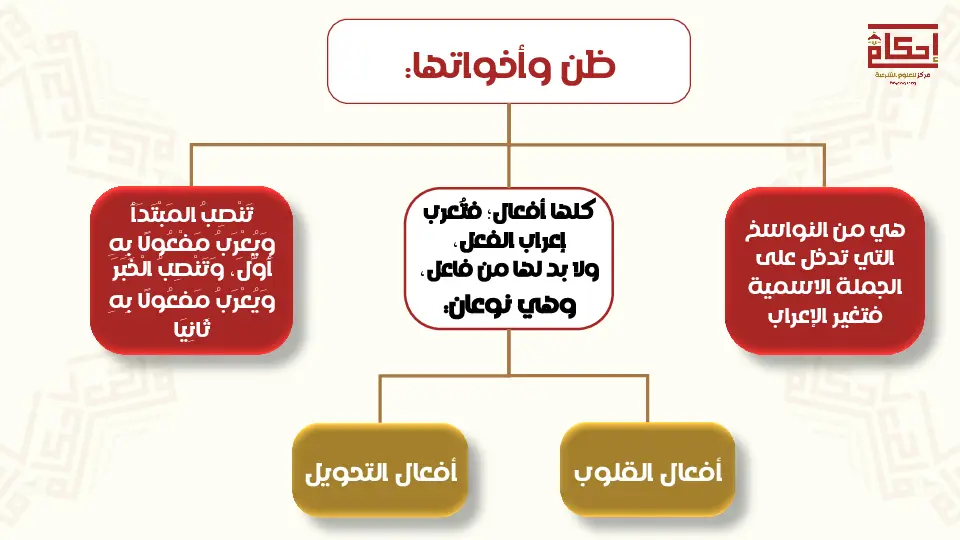 إحكام
مركز للعلوم الشرعية
ظن وأخواتها:
هي من النواسخ
التي تدخل على
الجملة الاسمية
فتغير الإعراب
كلها أفعال، فتُعرب
إعراب الفعل،
ولا بد لها من فاعل،
وهي نوعان:
تَنْصِبُ المَبْتَدَأَ
وَيُعْرَبُ مَفْعُولًا بِهِ
أَوَّلَ، وَتَنْصِبُ الْخَبَرَ
وَيُعْرَبُ مَفْعُولًا بِهِ
ثَانِيَا
أفعال القلوب
أفعال التحويل